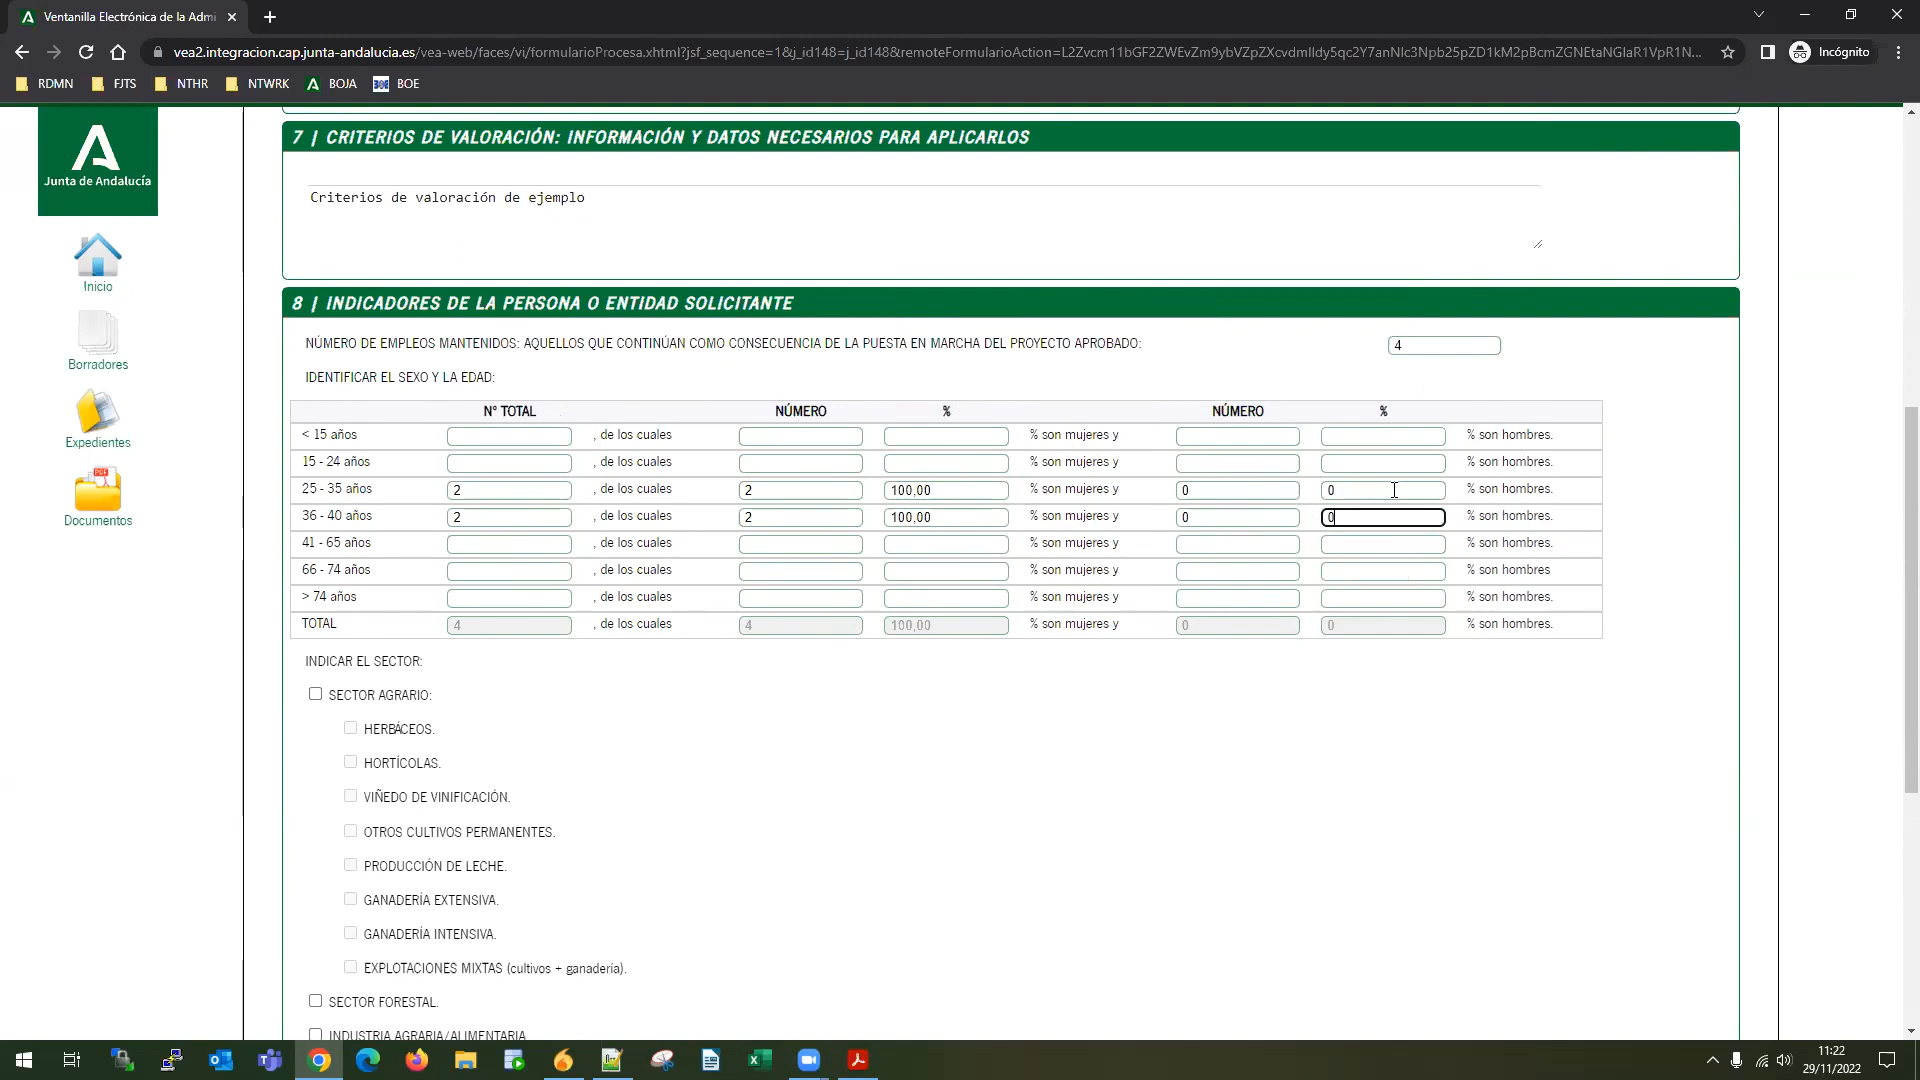 Ventanilla Electrónica de la Admi
vea2.integracion.cap.junta-andalucia.es/vea-web/faces/vi/formularioProcesa.xhtml?jsf_sequence=1&j_id148=j_id148&remoteFormularioAction=
Incógnito
RDMN FJTS NTHR NTWRK BOJA BOE
Junta de Andalucía
Inicio
Borradores
Expedientes
PDF
Documentos
7 | CRITERIOS DE VALORACIÓN: INFORMACIÓN Y DATOS NECESARIOS PARA APLICARLOS
Criterios de valoración de ejemplo
8 | INDICADORES DE LA PERSONA O ENTIDAD SOLICITANTE
NÚMERO DE EMPLEOS MANTENIDOS: AQUELLOS QUE CONTINÚAN COMO CONSECUENCIA DE LA PUESTA EN MARCHA DEL PROYECTO APROBADO: 4
IDENTIFICAR EL SEXO Y LA EDAD:
Nº TOTAL NÚMERO % NÚMERO %
< 15 años , de los cuales % son mujeres y % son hombres.
15 - 24 años , de los cuales % son mujeres y % son hombres.
25 - 35 años 2 , de los cuales 2 100,00 % son mujeres y 0 0 % son hombres.
36 - 40 años 2 , de los cuales 2 100,00 % son mujeres y 0 0 % son hombres.
41 - 65 años , de los cuales % son mujeres y % son hombres.
66 - 74 años , de los cuales % son mujeres y % son hombres
> 74 años , de los cuales % son mujeres y % son hombres.
TOTAL 4 , de los cuales 4 100,00 % son mujeres y 0 0 % son hombres.
INDICAR EL SECTOR:
SECTOR AGRARIO:
HERBÁCEOS.
HORTÍCOLAS.
VIÑEDO DE VINIFICACIÓN.
OTROS CULTIVOS PERMANENTES.
PRODUCCIÓN DE LECHE.
GANADERÍA EXTENSIVA.
GANADERÍA INTENSIVA.
EXPLOTACIONES MIXTAS (cultivos + ganadería).
SECTOR FORESTAL.
INDUSTRIA AGRARIA/ALIMENTARIA
11:22
29/11/2022